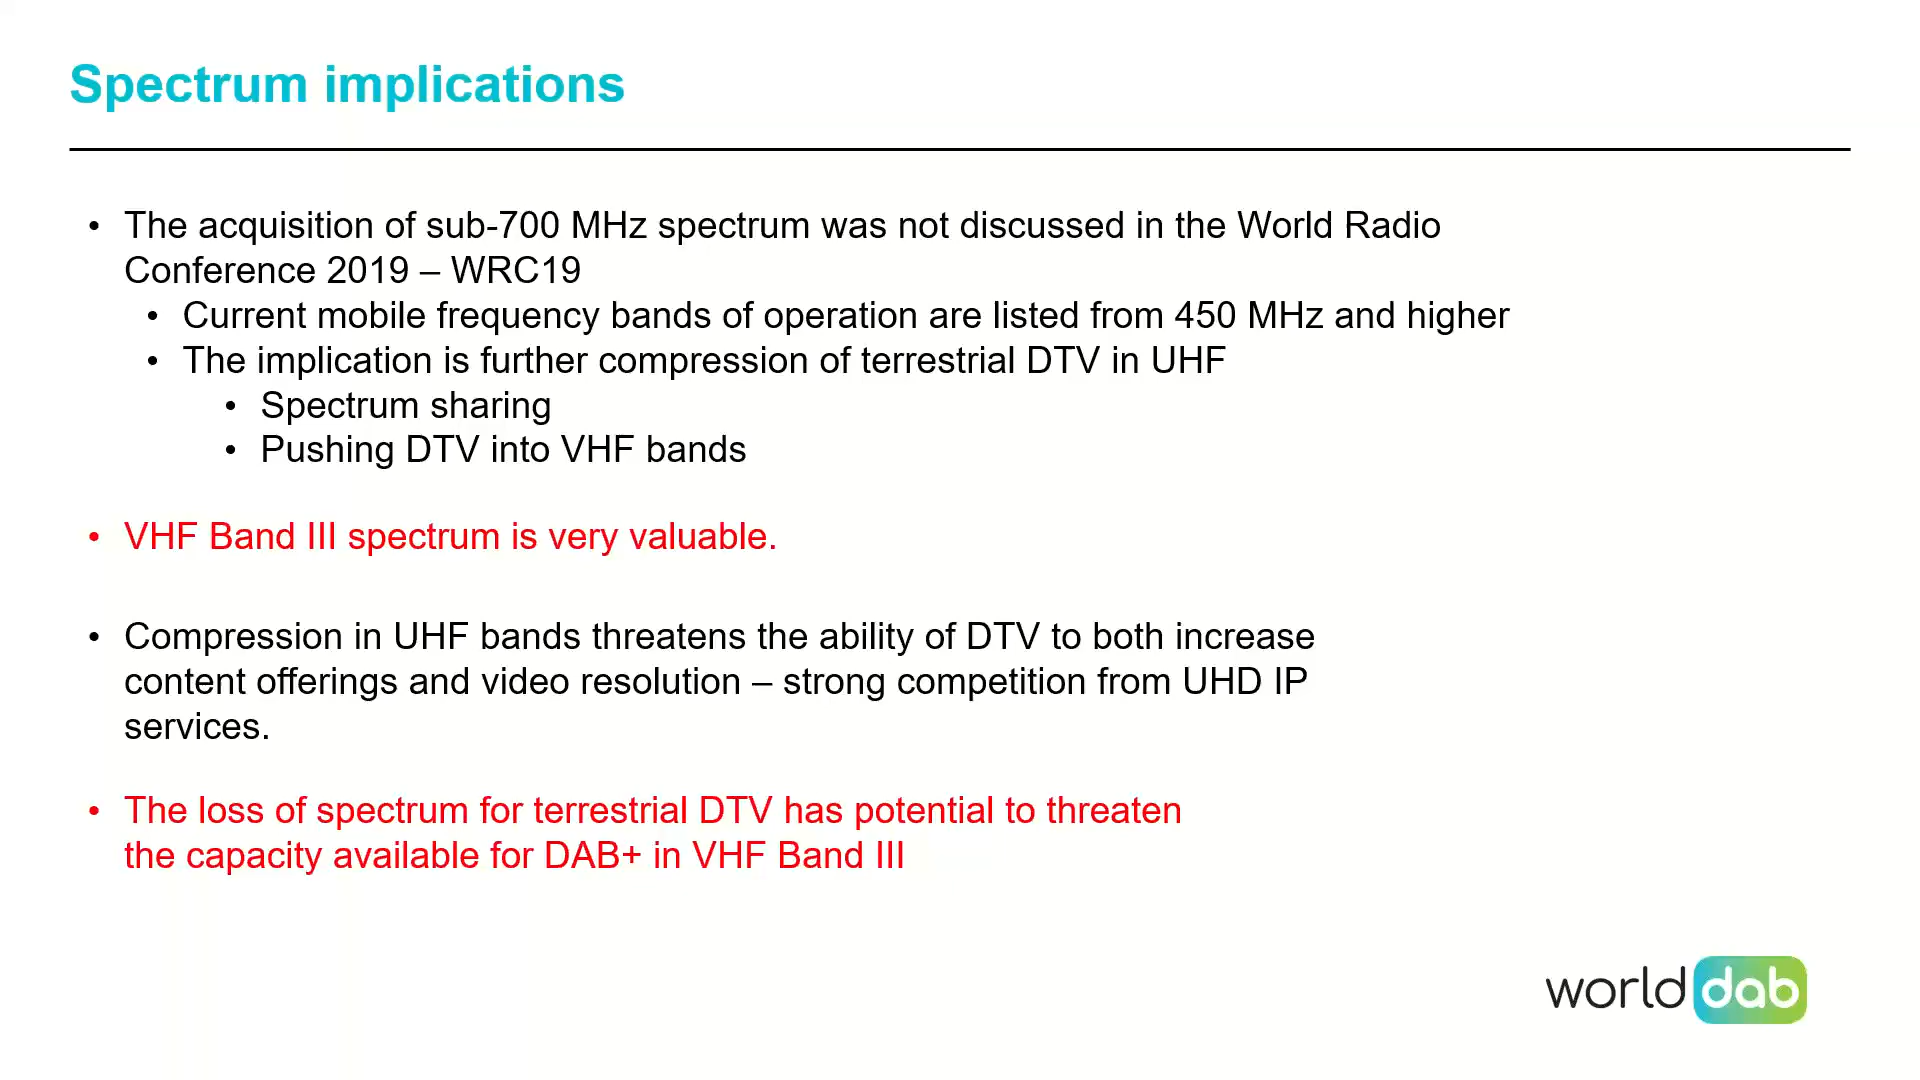 Spectrum implications
• The acquisition of sub-700 MHz spectrum was not discussed in the World Radio
Conference 2019 – WRC19
• Current mobile frequency bands of operation are listed from 450 MHz and higher
• The implication is further compression of terrestrial DTV in UHF
• Spectrum sharing
• Pushing DTV into VHF bands
• VHF Band III spectrum is very valuable.
• Compression in UHF bands threatens the ability of DTV to both increase
content offerings and video resolution – strong competition from UHD IP
services.
• The loss of spectrum for terrestrial DTV has potential to threaten
the capacity available for DAB+ in VHF Band III
world dab